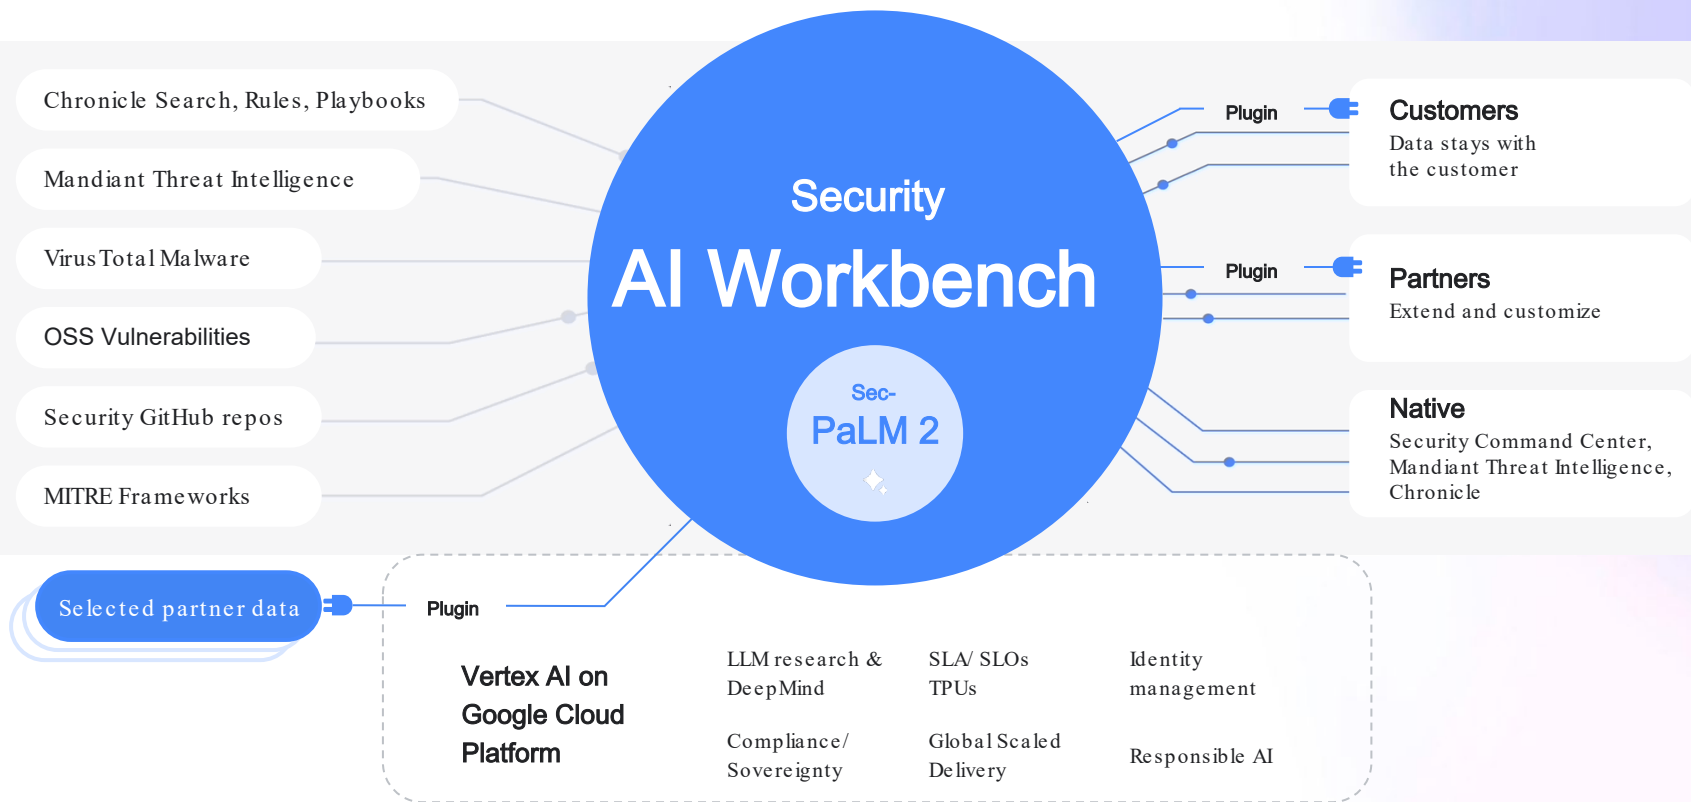 Chronicle Search, Rules, Playbooks
Mandiant Threat Intelligence
VirusTotal Malware
OSS Vulnerabilities
Security GitHub repos
MITRE Frameworks
Selected partner data
Plugin
Security
AI Workbench
Sec-
PaLM 2
Plugin
Customers
Data stays with
the customer
Plugin
Partners
Extend and customize
Native
Security Command Center,
Mandiant Threat Intelligence,
Chronicle
Vertex AI on
Google Cloud
Platform
LLM research &
DeepMind
SLA/ SLOs
TPUs
Identity
management
Compliance/
Sovereignty
Global Scaled
Delivery
Responsible AI